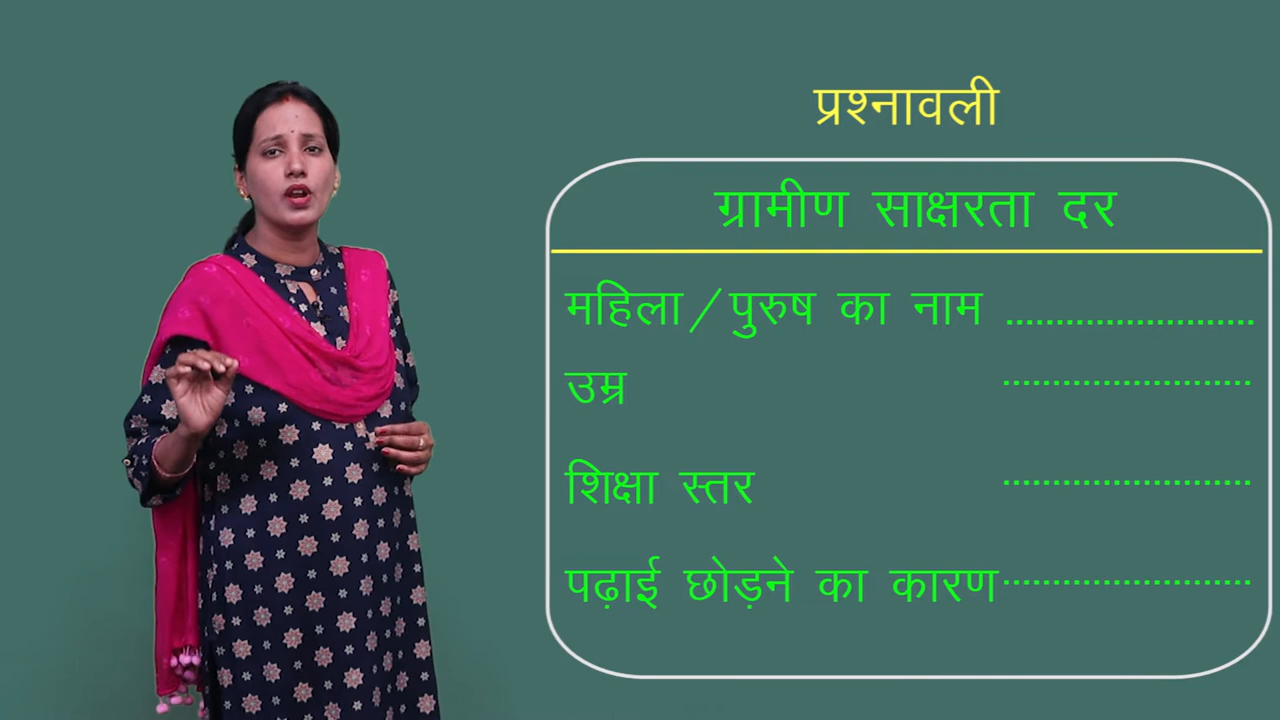 प्रश्नावली
ग्रामीण साक्षरता दर
महिला/पुरुष का नाम ........................
उम्र ........................
शिक्षा स्तर ........................
पढ़ाई छोड़ने का कारण ........................